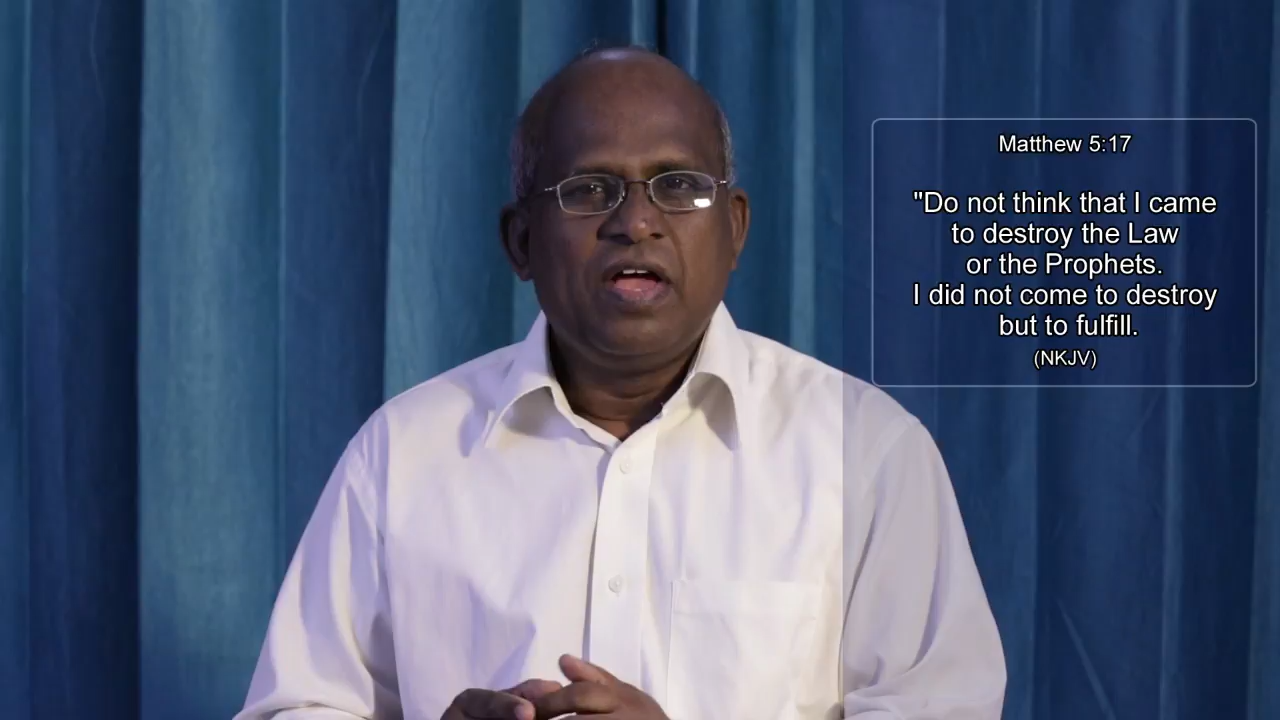 Matthew 5:17
"Do not think that I came
to destroy the Law
or the Prophets.
I did not come to destroy
but to fulfill.
(NKJV)